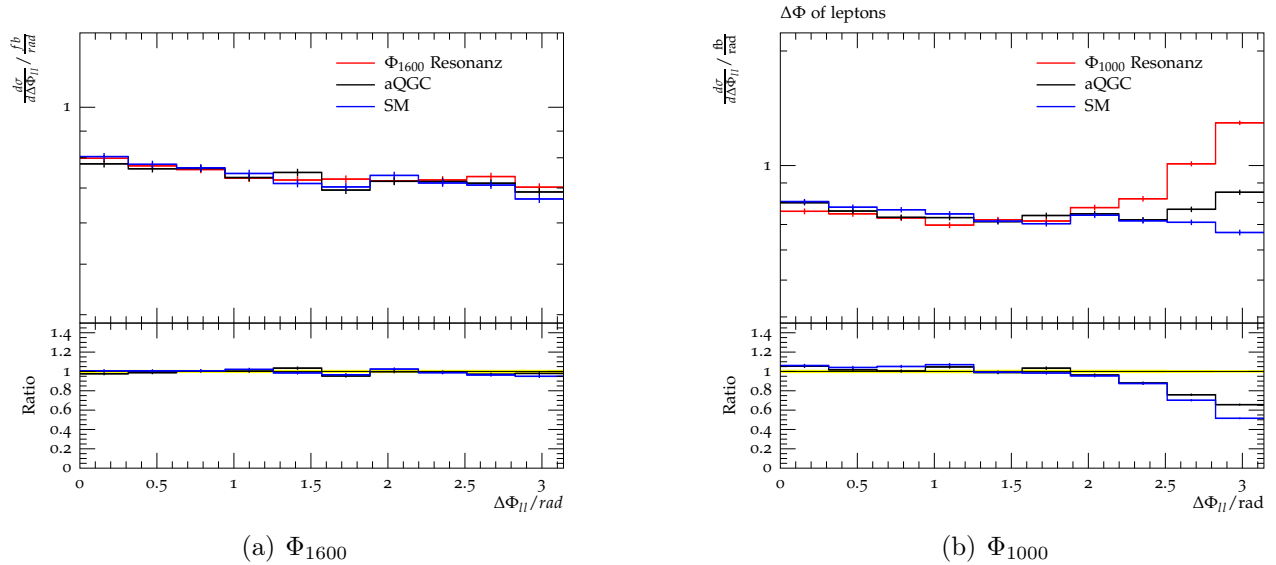 dσ/dΔΦll / fb/rad
1
Φ1600 Resonanz
aQGC
SM
Ratio
1.4
1.2
1
0.8
0.6
0.4
0.2
0
0 0.5 1 1.5 2 2.5 3
ΔΦll/rad
(a) Φ1600
ΔΦ of leptons
dσ/dΔΦll / fb/rad
1
Φ1000 Resonanz
aQGC
SM
Ratio
1.4
1.2
1
0.8
0.6
0.4
0.2
0
0 0.5 1 1.5 2 2.5 3
ΔΦll/rad
(b) Φ1000